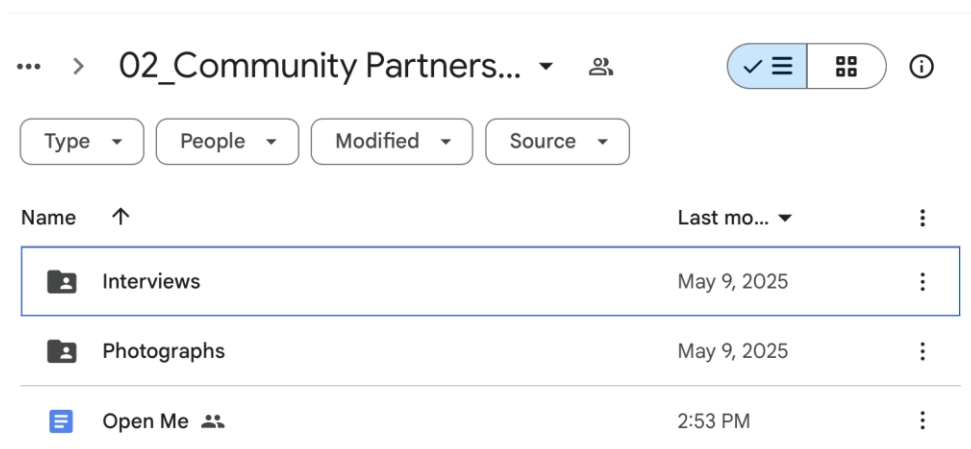 ... > 02_Community Partners...
Type People Modified Source
Name Last mo...
Interviews May 9, 2025
Photographs May 9, 2025
Open Me 2:53 PM